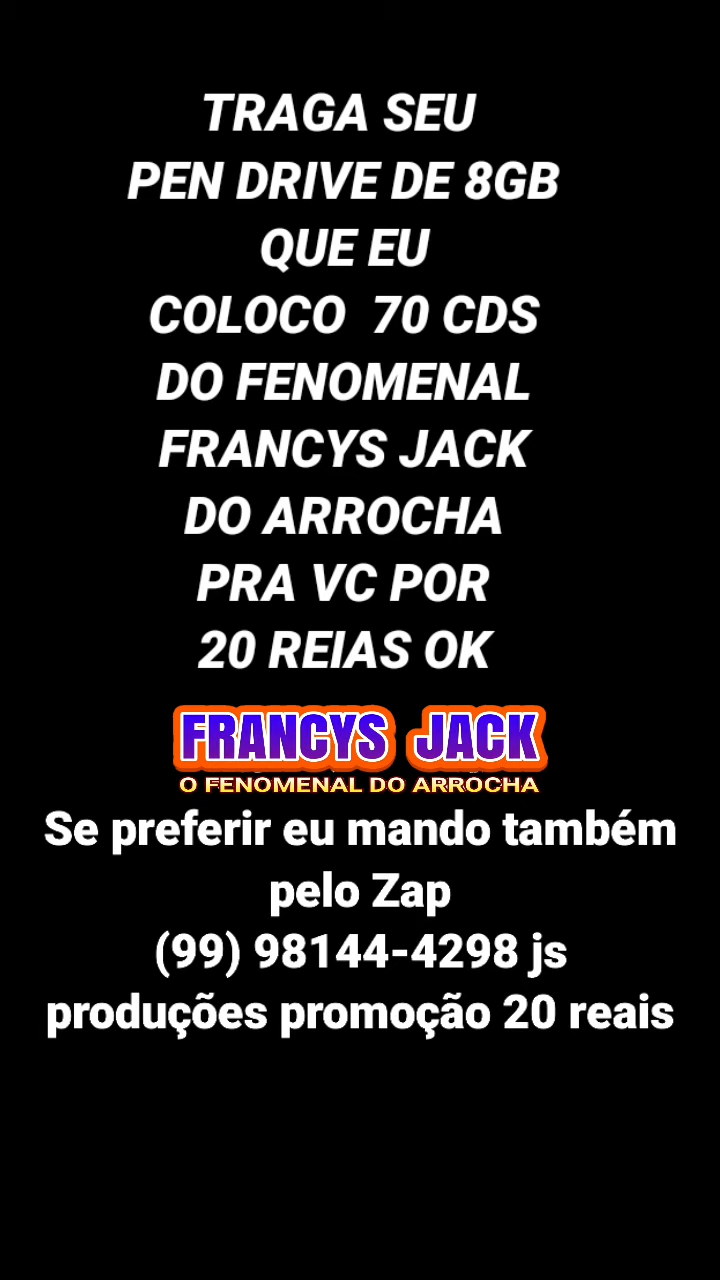 TRAGA SEU
PEN DRIVE DE 8GB
QUE EU
COLOCO  70 CDS
DO FENOMENAL
FRANCYS JACK
DO ARROCHA
PRA VC POR
20 REIAS OK
FRANCYS JACK
O FENOMENAL DO ARROCHA
Se preferir eu mando também
pelo Zap
(99) 98144-4298 js
produções promoção 20 reais